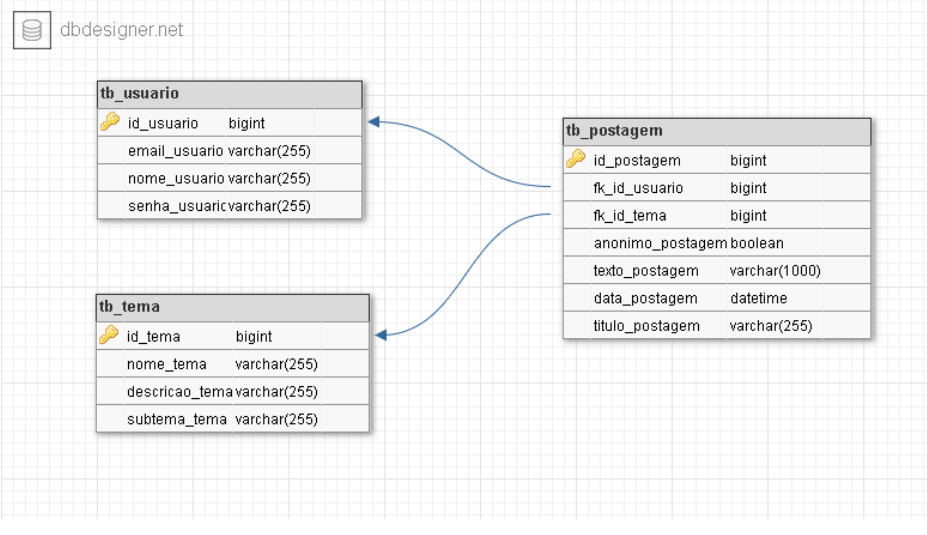 dbdesigner.net
tb_usuario
id_usuario bigint
email_usuario varchar(255)
nome_usuario varchar(255)
senha_usuario varchar(255)
tb_postagem
id_postagem bigint
fk_id_usuario bigint
fk_id_tema bigint
anonimo_postagem boolean
texto_postagem varchar(1000)
data_postagem datetime
titulo_postagem varchar(255)
tb_tema
id_tema bigint
nome_tema varchar(255)
descricao_tema varchar(255)
subtema_tema varchar(255)